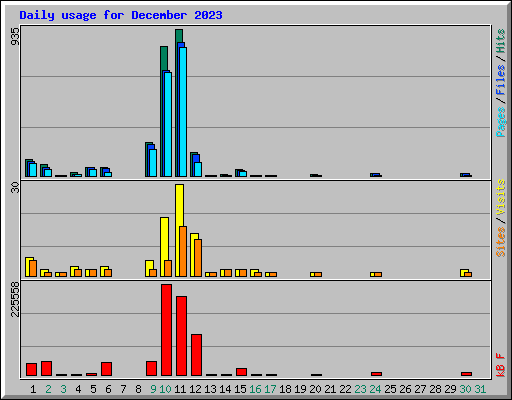 Daily usage for December 2023
935
Pages / Files / Hits
30
Sites / Visits
225558
kB F
1 2 3 4 5 6 7 8 9 10 11 12 13 14 15 16 17 18 19 20 21 22 23 24 25 26 27 28 29 30 31